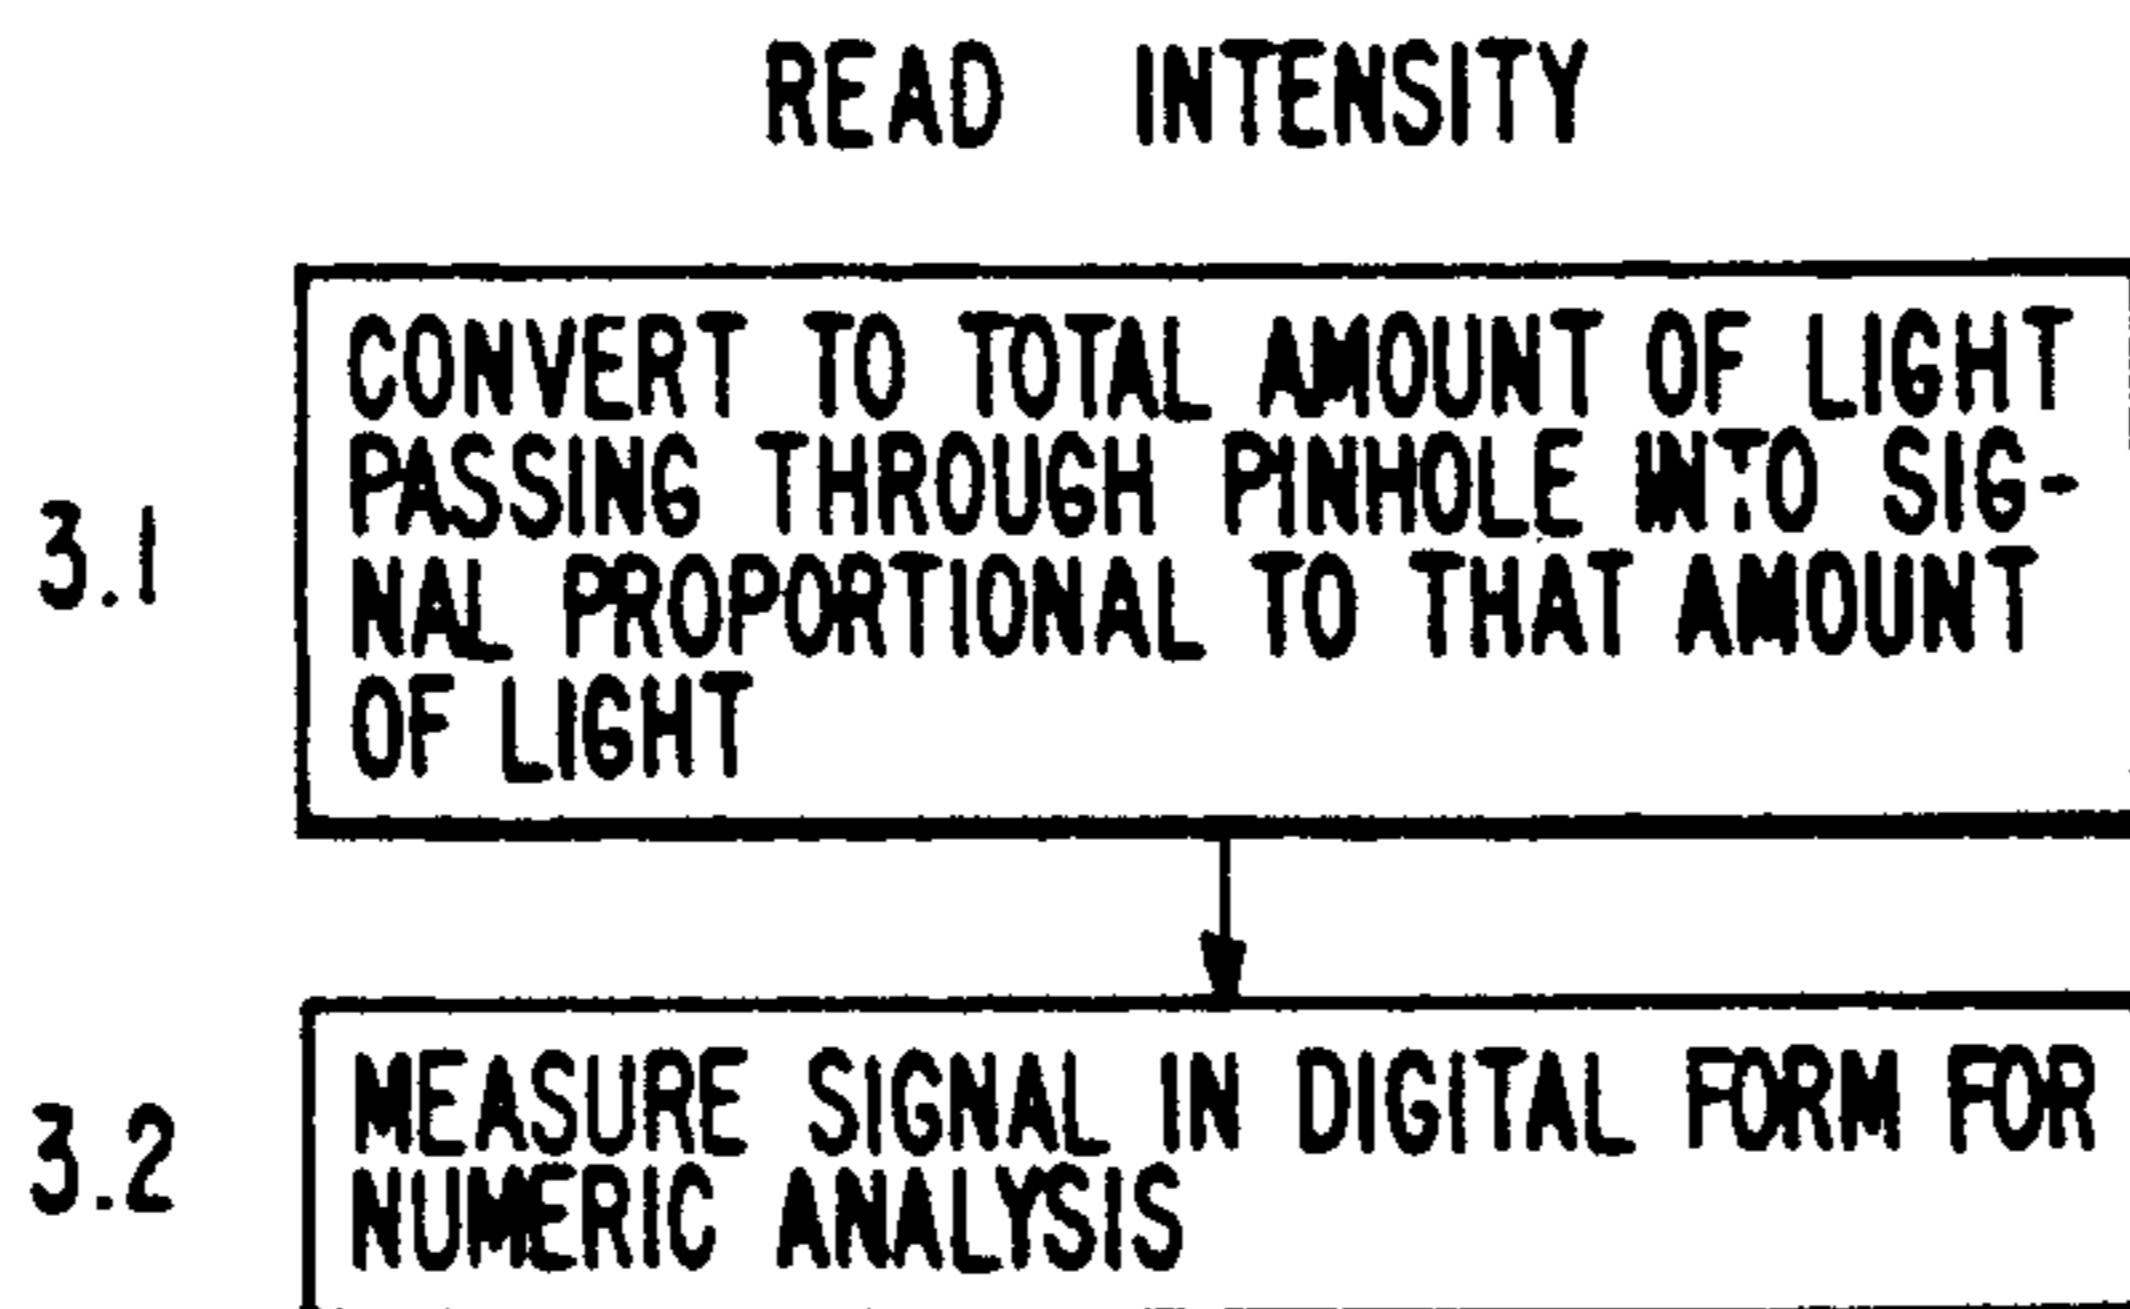 READ INTENSITY
CONVERT TO TOTAL AMOUNT OF LIGHT
PASSING THROUGH PINHOLE INTO SIG-
3.1
NAL PROPORTIONAL TO THAT AMOUNT
OF LIGHT
MEASURE SIGNAL IN DIGITAL FORM FOR
3.2
NUMERIC ANALYSIS